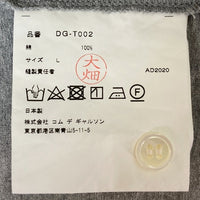 品番 DG-T002
綿 100%
サイズ L
縫製責任者 大畑 AD2020
日本製
株式会社 コム デ ギャルソン
東京都港区南青山5-11-5